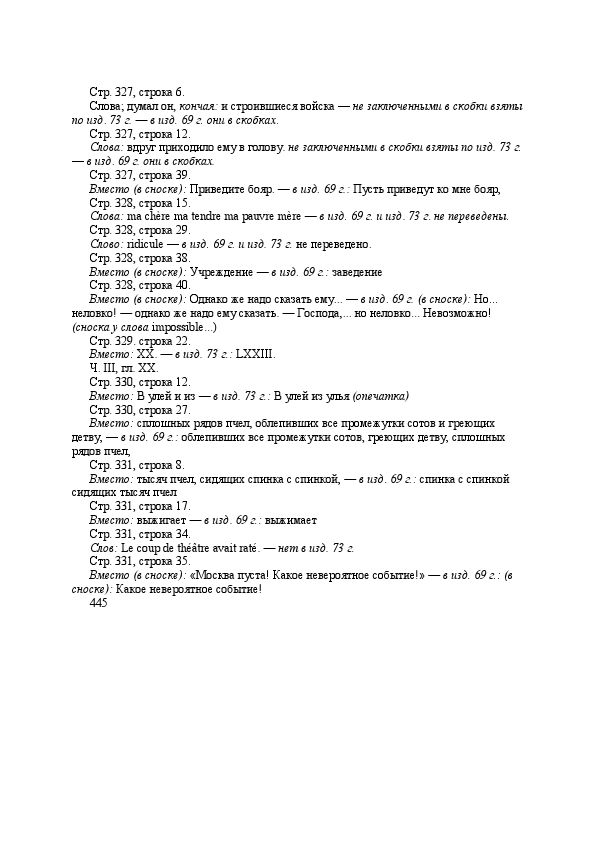 Стр. 327, строка 6.
Слова; думал он, кончая: и строившиеся войска — не заключенными в скобки взяты
по изд. 73 г. — в изд. 69 г. они в скобках.
Стр. 327, строка 12.
Слова: вдруг приходило ему в голову. не заключенными в скобки взяты по изд. 73 г.
— в изд. 69 г. они в скобках.
Стр. 327, строка 39.
Вместо (в сноске): Приведите бояр. — в изд. 69 г.: Пусть приведут ко мне бояр,
Стр. 328, строка 15.
Слова: ma chère ma tendre ma pauvre mère — в изд. 69 г. и изд. 73 г. не переведены.
Стр. 328, строка 29.
Слово: ridicule — в изд. 69 г. и изд. 73 г. не переведено.
Стр. 328, строка 38.
Вместо (в сноске): Учреждение — в изд. 69 г.: заведение
Стр. 328, строка 40.
Вместо (в сноске): Однако же надо сказать ему... — в изд. 69 г. (в сноске): Но...
неловко! — однако же надо ему сказать. — Господа,... но неловко... Невозможно!
(сноска у слова impossible...)
Стр. 329. строка 22.
Вместо: XX. — в изд. 73 г.: LXXIII.
Ч. III, гл. XX.
Стр. 330, строка 12.
Вместо: В улей и из — в изд. 73 г.: В улей из улья (опечатка)
Стр. 330, строка 27.
Вместо: сплошных рядов пчел, облепивших все промежутки сотов и греющих
детву, — в изд. 69 г.: облепивших все промежутки сотов, греющих детву, сплошных
рядов пчел,
Стр. 331, строка 8.
Вместо: тысяч пчел, сидящих спинка с спинкой, — в изд. 69 г.: спинка с спинкой
сидящих тысяч пчел
Стр. 331, строка 17.
Вместо: выжигает — в изд. 69 г.: выжимает
Стр. 331, строка 34.
Слов: Le coup de théâtre avait raté. — нет в изд. 73 г.
Стр. 331, строка 35.
Вместо (в сноске): «Москва пуста! Какое невероятное событие!» — в изд. 69 г.: (в
сноске): Какое невероятное событие!
445